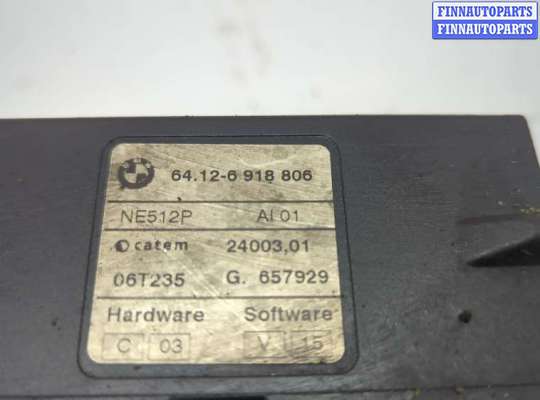 FINNAUTOPARTS
FINNAUTOPARTS
BMW 64.12-6 918 806
NE512P AI 01
catem 24003,01
06T235 G. 657929
Hardware Software
C 03 V 15